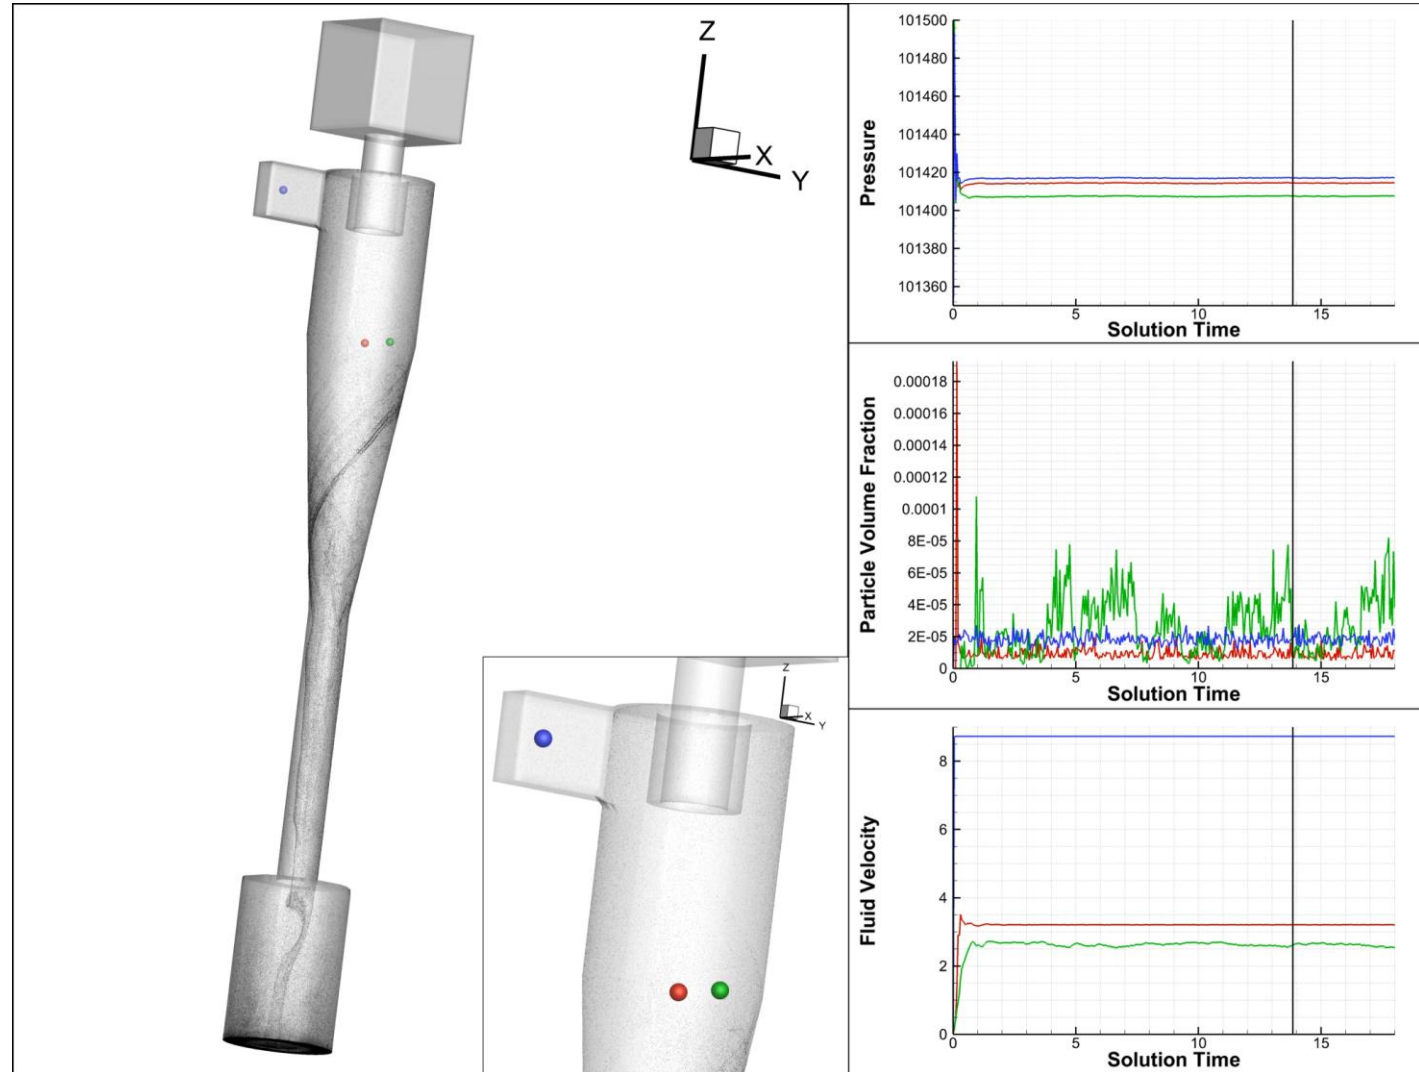 Z
X
Y
Z
X
Y
Pressure
101500
101480
101460
101440
101420
101400
101380
101360
0 5 10 15
Solution Time
Particle Volume Fraction
0.00018
0.00016
0.00014
0.00012
0.0001
8E-05
6E-05
4E-05
2E-05
0
0 5 10 15
Solution Time
Fluid Velocity
8
6
4
2
0
0 5 10 15
Solution Time